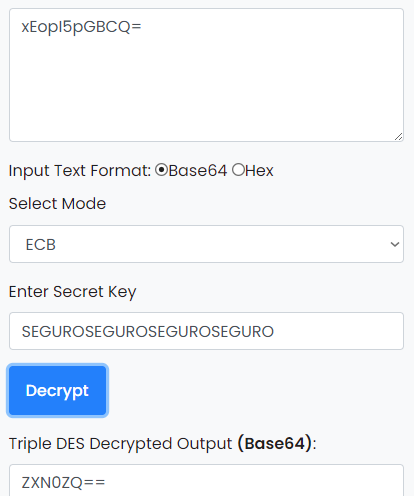 xEopI5pGBCQ=
Input Text Format: Base64 Hex
Select Mode
ECB
Enter Secret Key
SEGUROSEGUROSEGUROSEGURO
Decrypt
Triple DES Decrypted Output (Base64):
ZXN0ZQ==